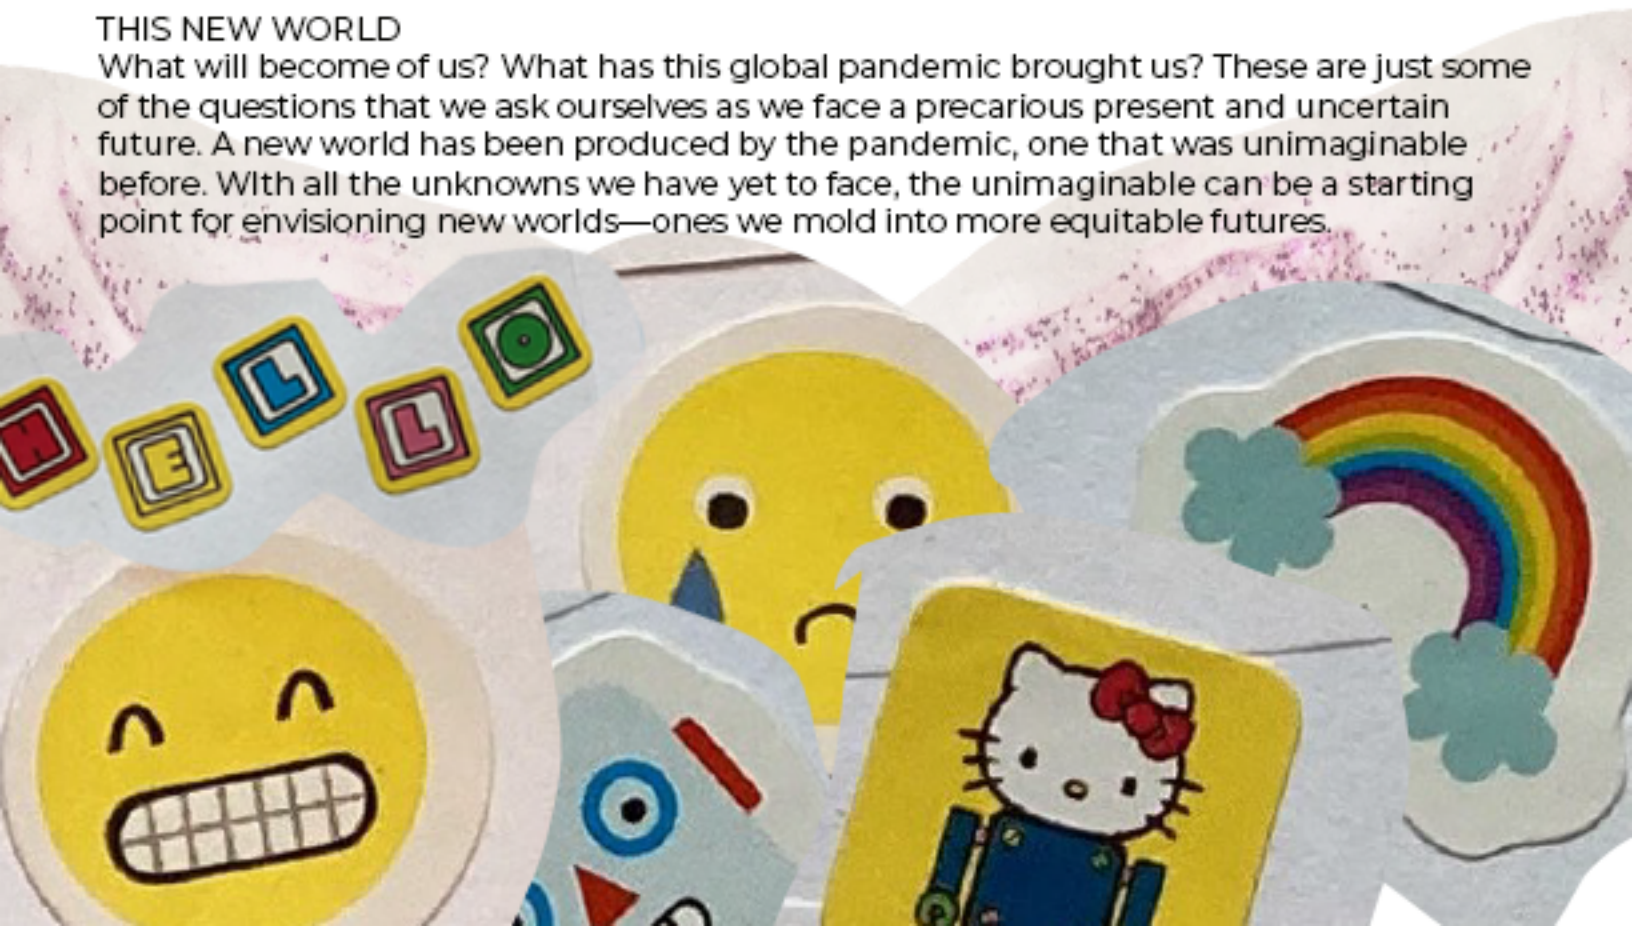 THIS NEW WORLD
What will become of us? What has this global pandemic brought us? These are just some
of the questions that we ask ourselves as we face a precarious present and uncertain
future. A new world has been produced by the pandemic, one that was unimaginable
before. WIth all the unknowns we have yet to face, the unimaginable can be a starting
point for envisioning new worlds—ones we mold into more equitable futures.
HELLO